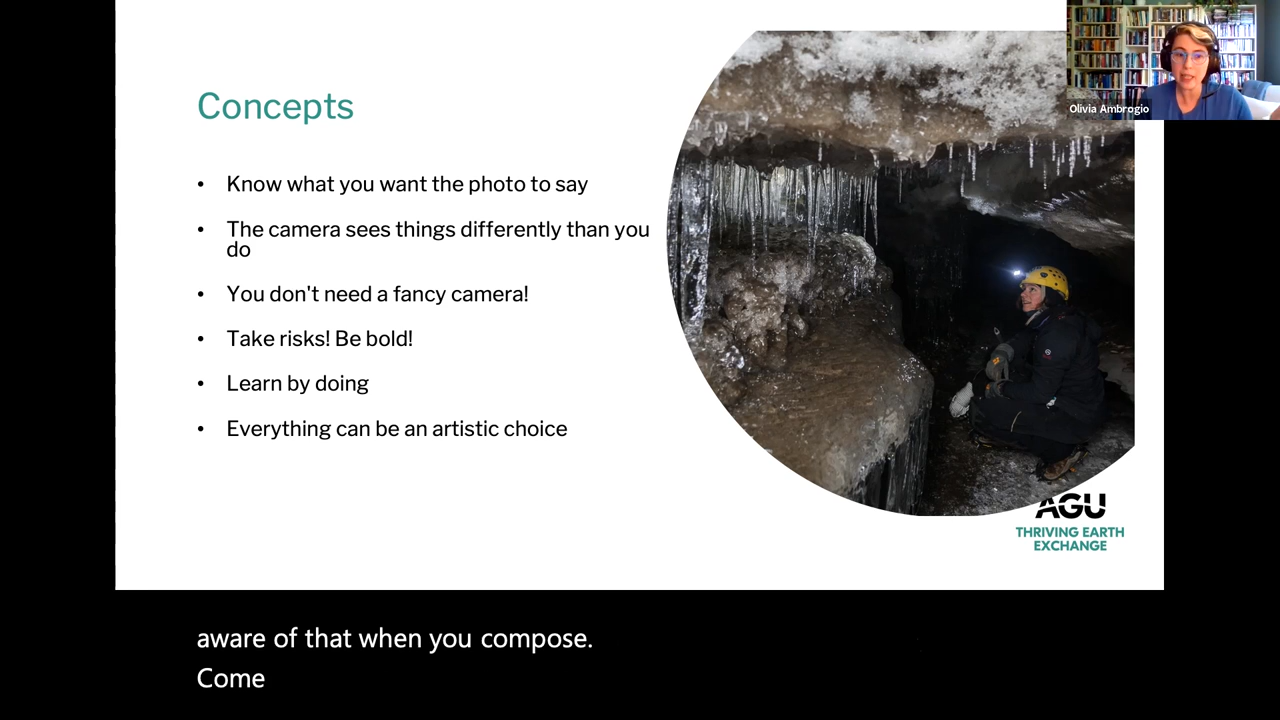 Concepts
• Know what you want the photo to say
• The camera sees things differently than you
do
• You don't need a fancy camera!
• Take risks! Be bold!
• Learn by doing
• Everything can be an artistic choice
Olivia Ambrogio
AGU
THRIVING EARTH
EXCHANGE
aware of that when you compose.
Come